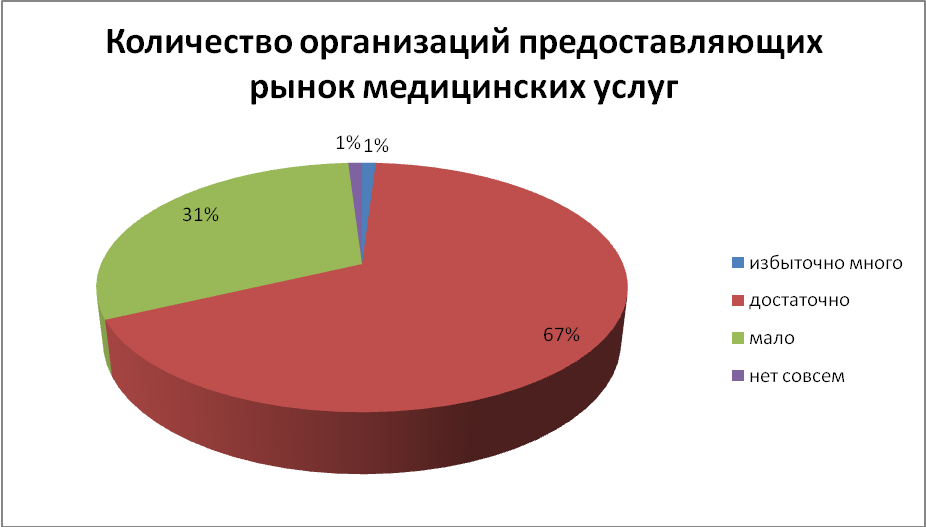 Количество организаций предоставляющих
рынок медицинских услуг
1%
1%
31%
67%
избыточно много
достаточно
мало
нет совсем